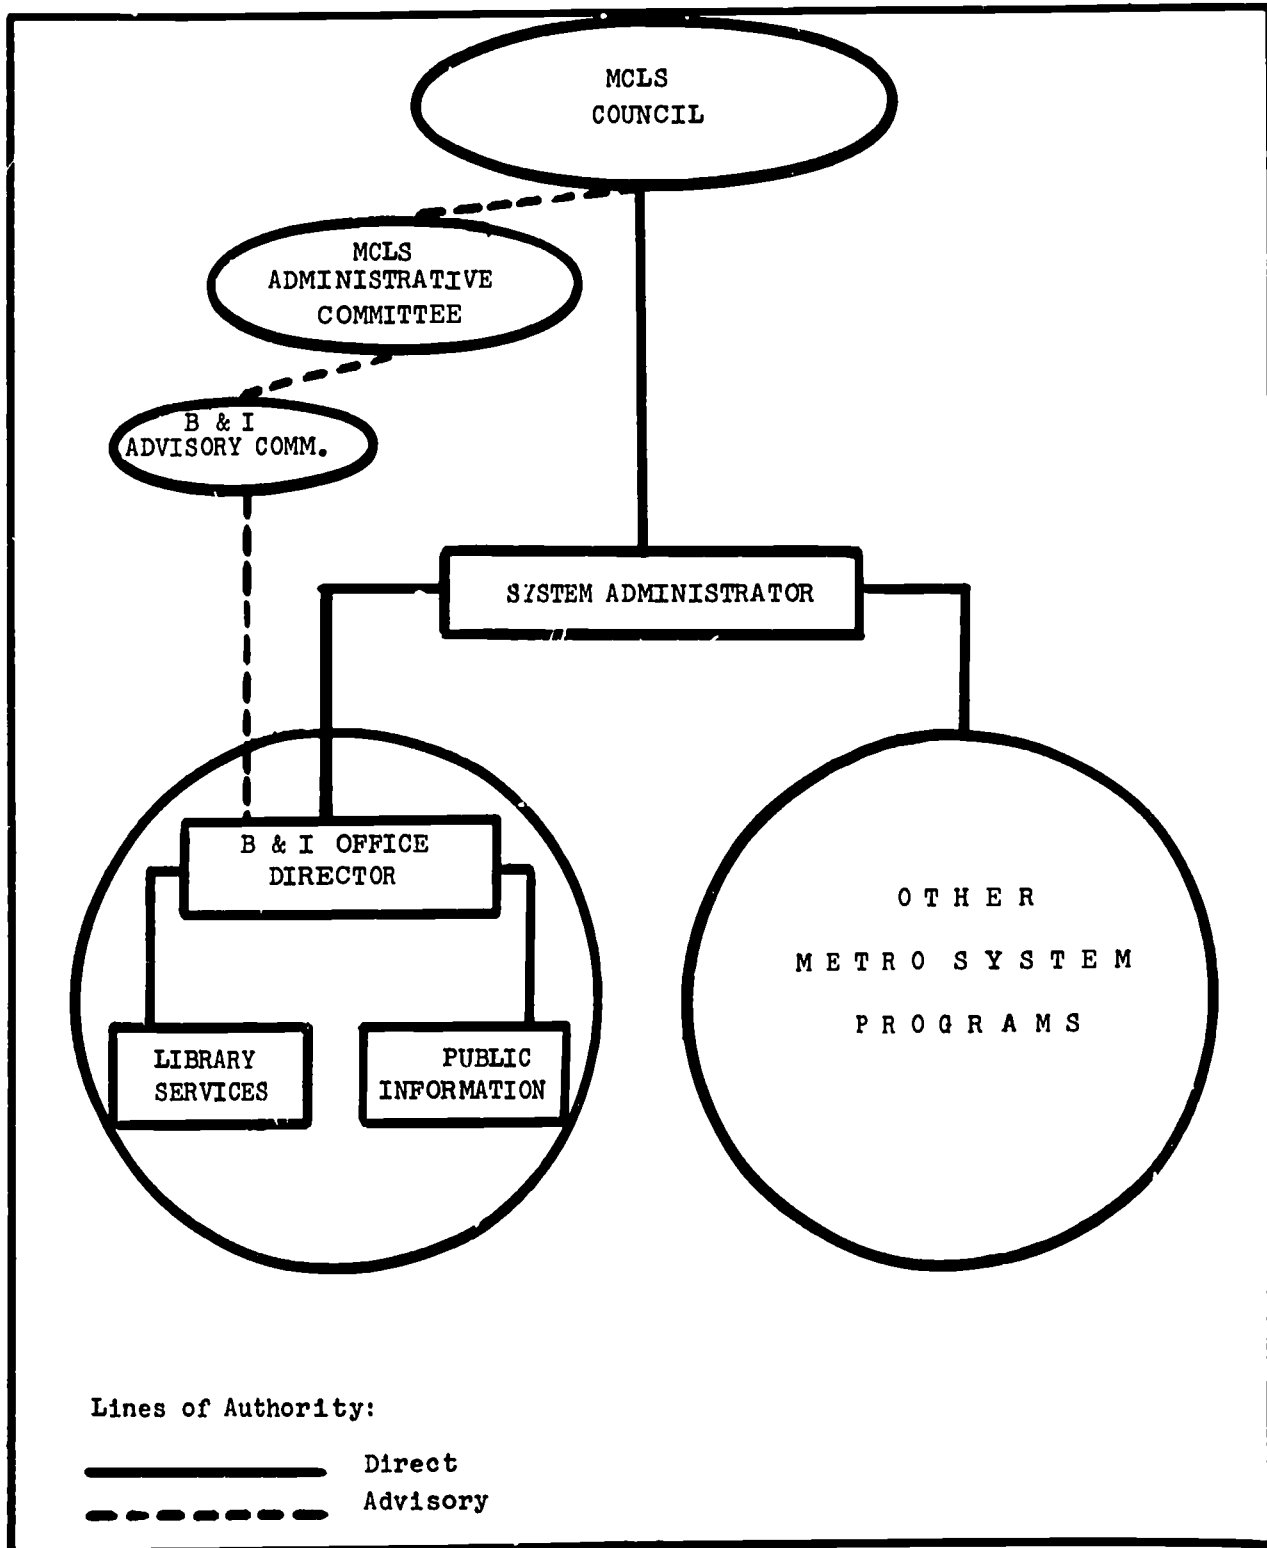 MCLS
COUNCIL
MCLS
ADMINISTRATIVE
COMMITTEE
B & I
ADVISORY COMM.
SYSTEM ADMINISTRATOR
B & I OFFICE
DIRECTOR
LIBRARY
SERVICES
PUBLIC
INFORMATION
O T H E R
M E T R O S Y S T E M
P R O G R A M S
Lines of Authority:
Direct
Advisory